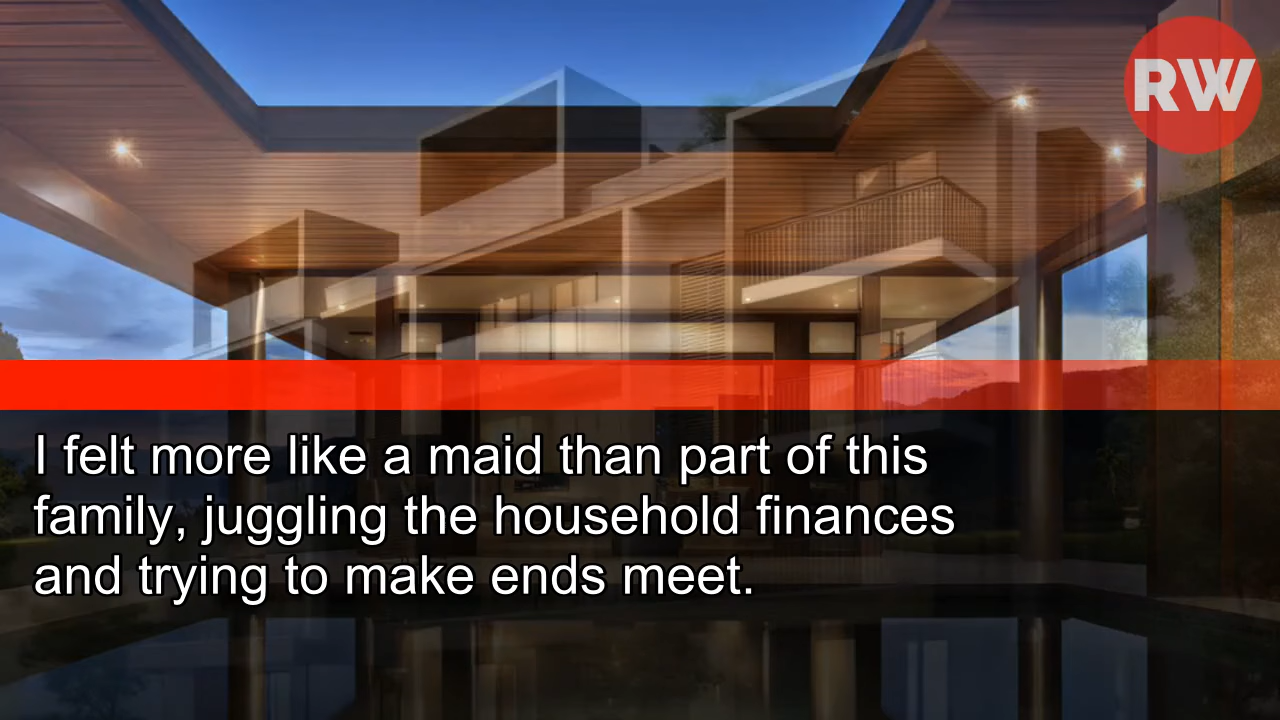 RW
I felt more like a maid than part of this
family, juggling the household finances
and trying to make ends meet.